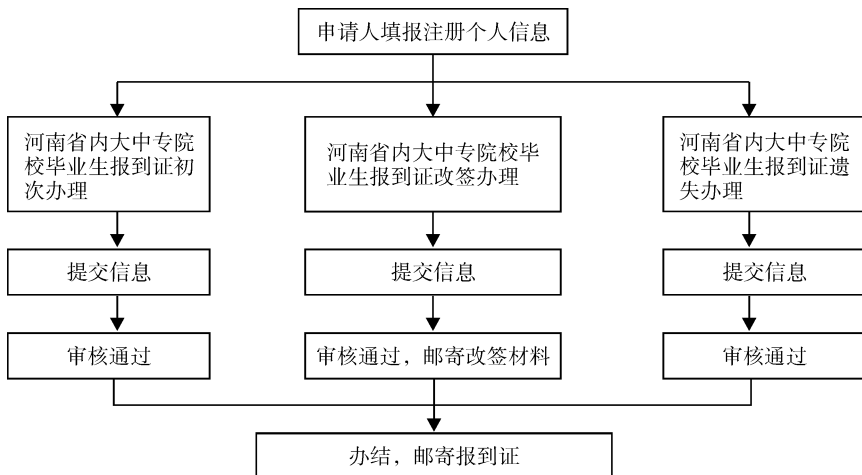 申请人填报注册个人信息
河南省内大中专院
校毕业生报到证初
次办理
河南省内大中专院校毕
业生报到证改签办理
河南省内大中专院
校毕业生报到证遗
失办理
提交信息
提交信息
提交信息
审核通过
审核通过，邮寄改签材料
审核通过
办结，邮寄报到证